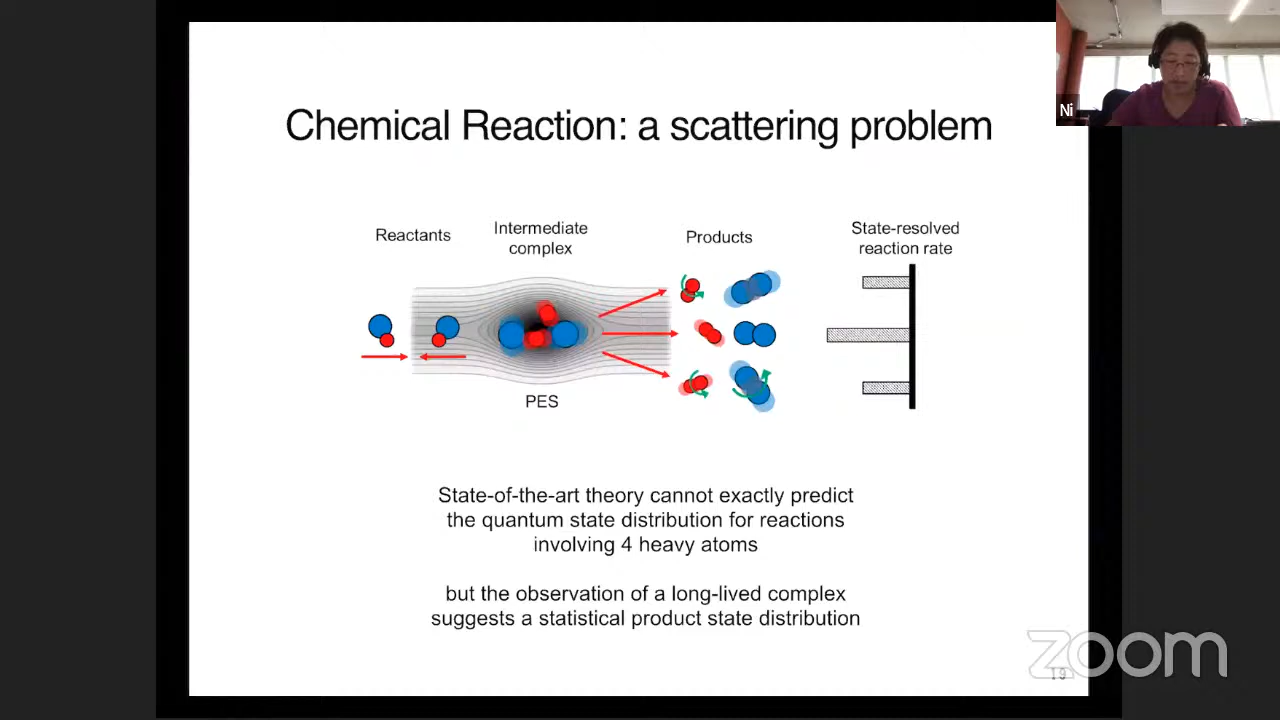 Ni
Chemical Reaction: a scattering problem
Reactants
Intermediate
complex
Products
State-resolved
reaction rate
PES
State-of-the-art theory cannot exactly predict
the quantum state distribution for reactions
involving 4 heavy atoms
but the observation of a long-lived complex
suggests a statistical product state distribution
zoom
19